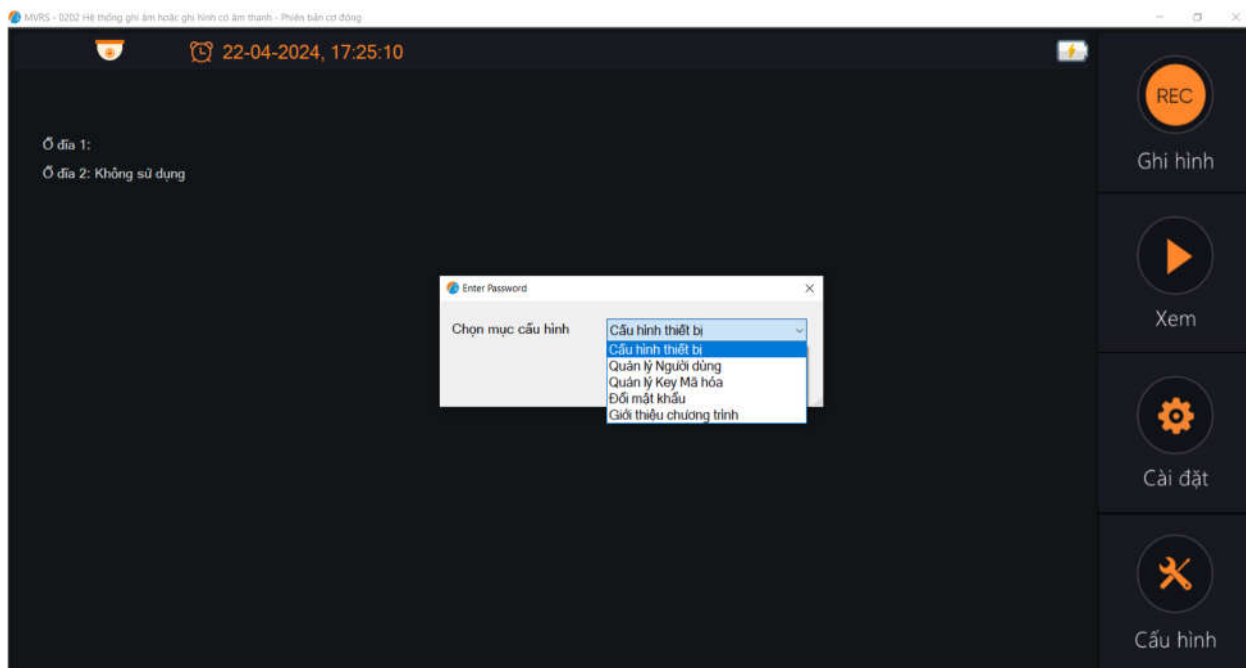 MVRS - 0202 Hệ thống ghi âm hoặc ghi hình có âm thanh - Phiên bản cơ động
22-04-2024, 17:25:10
REC
Ghi hình
Ổ đĩa 1:
Ổ đĩa 2: Không sử dụng
Enter Password
Chọn mục cấu hình
Cấu hình thiết bị
Cấu hình thiết bị
Quản lý Người dùng
Quản lý Key Mã hóa
Đổi mật khẩu
Giới thiệu chương trình
Xem
Cài đặt
Cấu hình